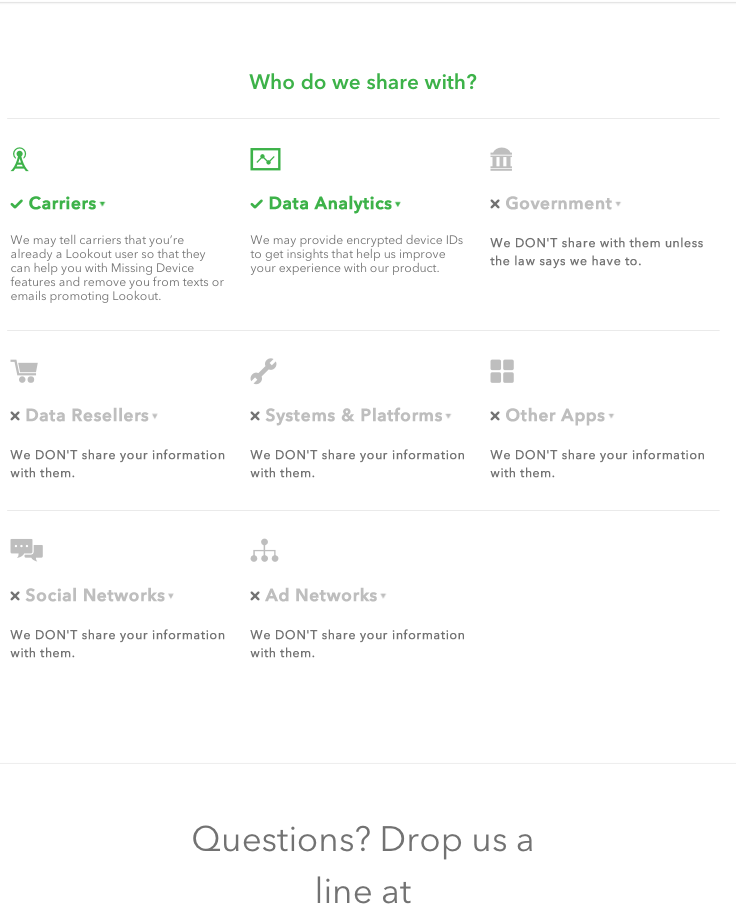 Who do we share with?
Carriers
We may tell carriers that you’re
already a Lookout user so that they
can help you with Missing Device
features and remove you from texts or
emails promoting Lookout.
Data Analytics
We may provide encrypted device IDs
to get insights that help us improve
your experience with our product.
Government
We DON'T share with them unless
the law says we have to.
Data Resellers
We DON'T share your information
with them.
Systems & Platforms
We DON'T share your information
with them.
Other Apps
We DON'T share your information
with them.
Social Networks
We DON'T share your information
with them.
Ad Networks
We DON'T share your information
with them.
Questions? Drop us a
line at